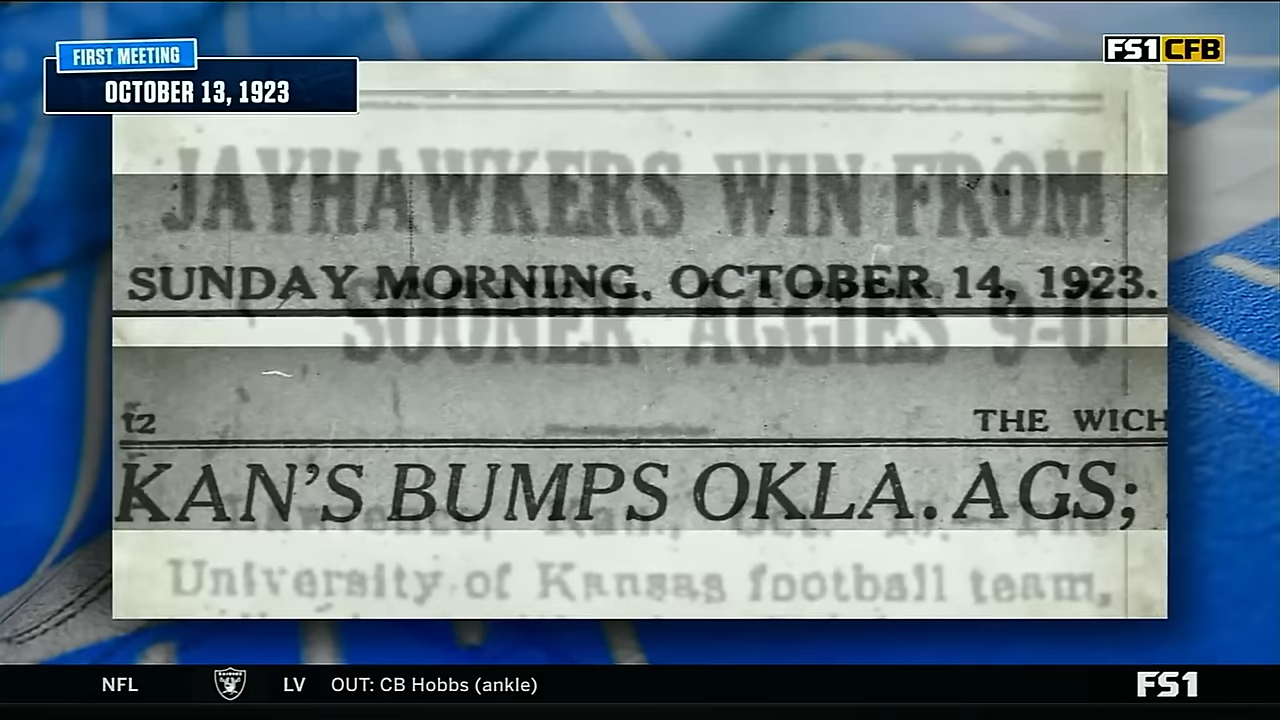 FIRST MEETING
OCTOBER 13, 1923
FS1 CFB
JAYHAWKERS WIN FROM
SUNDAY MORNING, OCTOBER 14, 1923.
SOONER AGGIES 9-0
12
THE WICH
KAN'S BUMPS OKLA. AGS;
University of Kansas football team,
NFL
RAIDERS
LV
OUT: CB Hobbs (ankle)
FS1